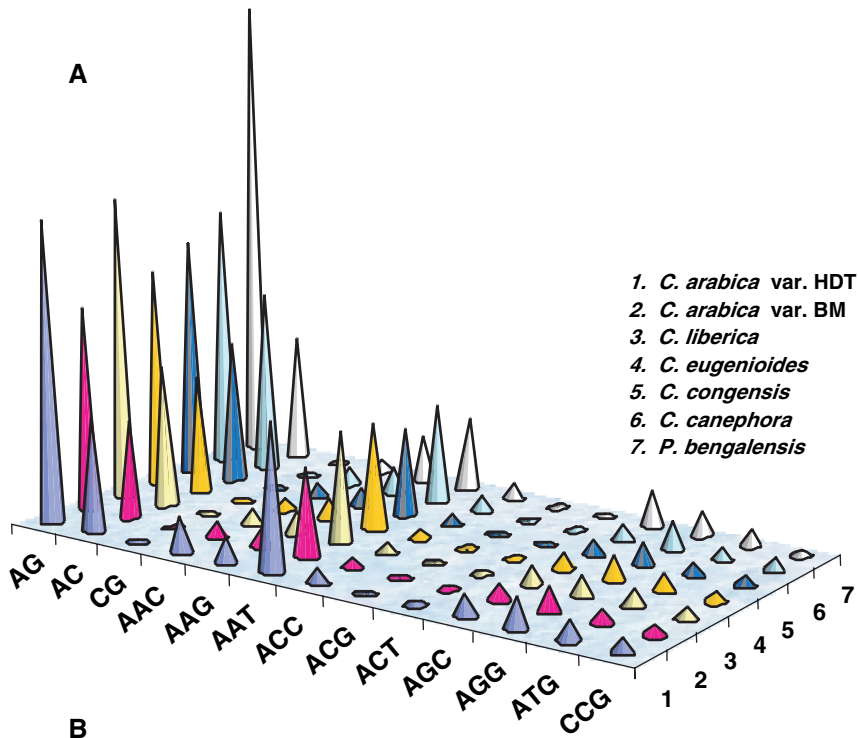 A
1. C. arabica var. HDT
2. C. arabica var. BM
3. C. liberica
4. C. eugenioides
5. C. congensis
6. C. canephora
7. P. bengalensis
AG
AC
CG
AAC
AAG
AAT
ACC
ACG
ACT
AGC
AGG
ATG
CCG
1
2
3
4
5
6
7
B